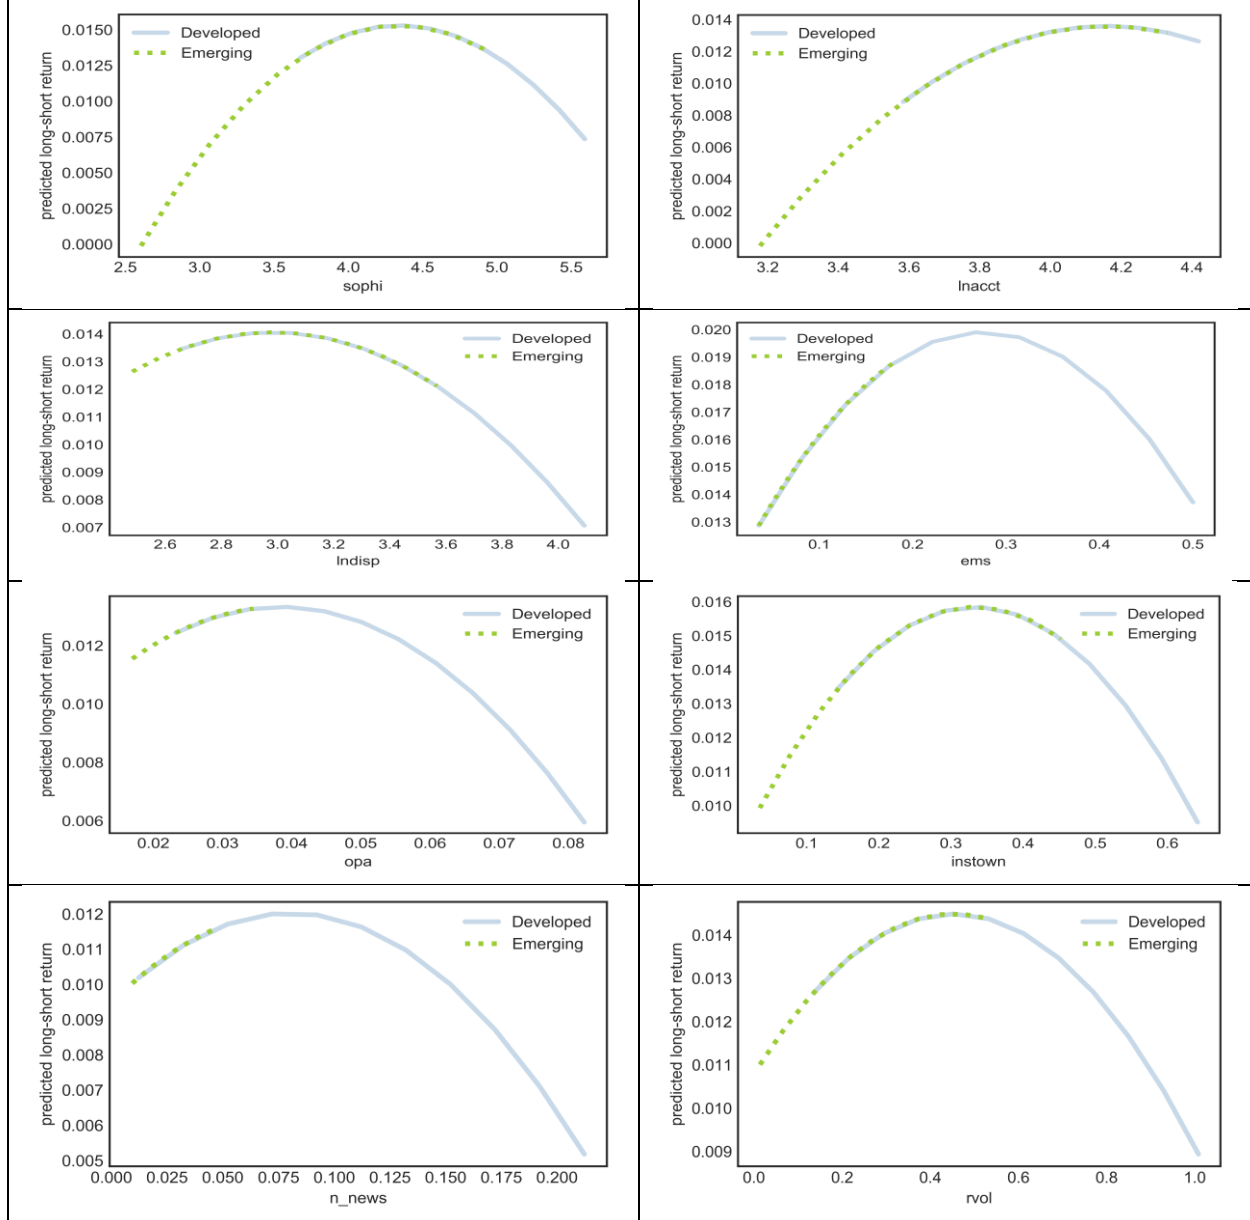 predicted long-short return
0.0150
0.0125
0.0100
0.0075
0.0050
0.0025
0.0000
Developed
Emerging
2.5 3.0 3.5 4.0 4.5 5.0 5.5
sophi
predicted long-short return
0.014
0.012
0.010
0.008
0.006
0.004
0.002
0.000
Developed
Emerging
3.2 3.4 3.6 3.8 4.0 4.2 4.4
lnacct
predicted long-short return
0.014
0.013
0.012
0.011
0.010
0.009
0.008
0.007
Developed
Emerging
2.6 2.8 3.0 3.2 3.4 3.6 3.8 4.0
lndisp
predicted long-short return
0.020
0.019
0.018
0.017
0.016
0.015
0.014
0.013
Developed
Emerging
0.1 0.2 0.3 0.4 0.5
ems
predicted long-short return
0.012
0.010
0.008
0.006
Developed
Emerging
0.02 0.03 0.04 0.05 0.06 0.07 0.08
opa
predicted long-short return
0.016
0.015
0.014
0.013
0.012
0.011
0.010
Developed
Emerging
0.1 0.2 0.3 0.4 0.5 0.6
instown
predicted long-short return
0.012
0.011
0.010
0.009
0.008
0.007
0.006
0.005
Developed
Emerging
0.000 0.025 0.050 0.075 0.100 0.125 0.150 0.175 0.200
n_news
predicted long-short return
0.014
0.013
0.012
0.011
0.010
0.009
Developed
Emerging
0.0 0.2 0.4 0.6 0.8 1.0
rvol